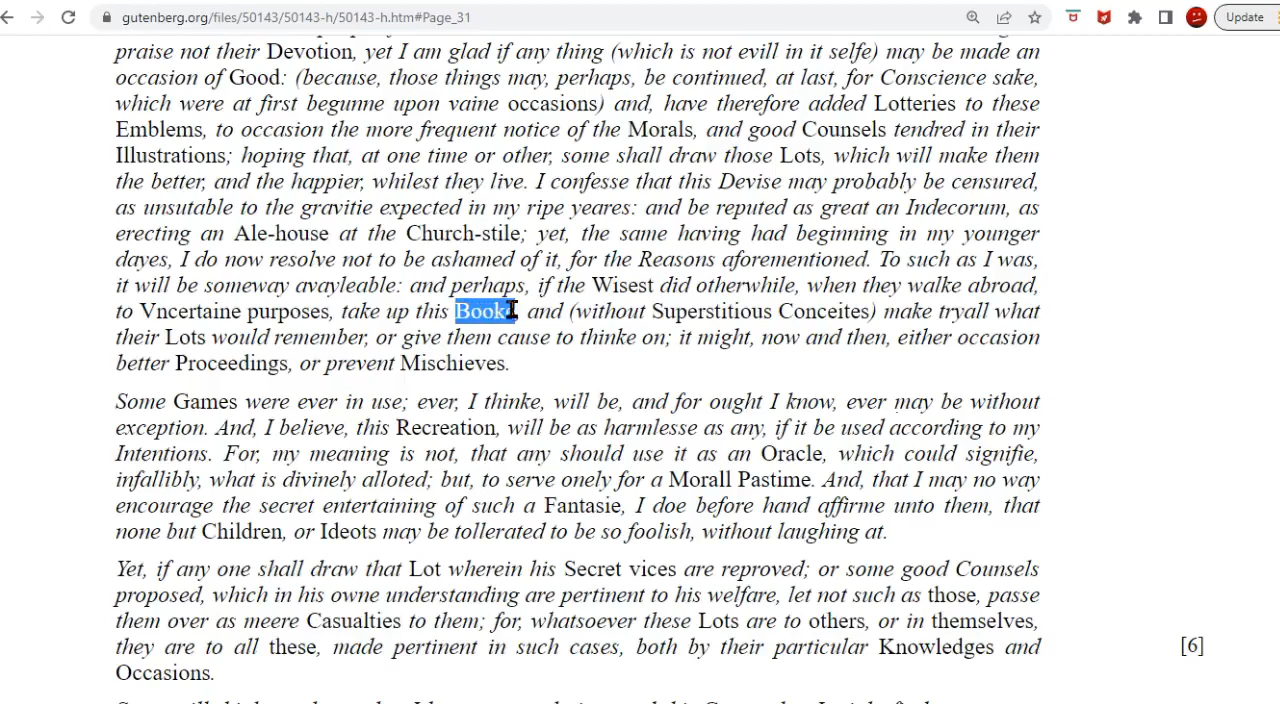 gutenberg.org/files/50143/50143-h/50143-h.htm#Page_31
Update
praise not their Devotion, yet I am glad if any thing (which is not evill in it selfe) may be made an
occasion of Good: (because, those things may, perhaps, be continued, at last, for Conscience sake,
which were at first begunne upon vaine occasions) and, have therefore added Lotteries to these
Emblems, to occasion the more frequent notice of the Morals, and good Counsels tendred in their
Illustrations; hoping that, at one time or other, some shall draw those Lots, which will make them
the better, and the happier, whilest they live. I confesse that this Devise may probably be censured,
as unsutable to the gravitie expected in my ripe yeares: and be reputed as great an Indecorum, as
erecting an Ale-house at the Church-stile; yet, the same having had beginning in my younger
dayes, I do now resolve not to be ashamed of it, for the Reasons aforementioned. To such as I was,
it will be someway avayleable: and perhaps, if the Wisest did otherwhile, when they walke abroad,
to Vncertaine purposes, take up this Booke and (without Superstitious Conceites) make tryall what
their Lots would remember, or give them cause to thinke on; it might, now and then, either occasion
better Proceedings, or prevent Mischieves.
Some Games were ever in use; ever, I thinke, will be, and for ought I know, ever may be without
exception. And, I believe, this Recreation, will be as harmlesse as any, if it be used according to my
Intentions. For, my meaning is not, that any should use it as an Oracle, which could signifie,
infallibly, what is divinely alloted; but, to serve onely for a Morall Pastime. And, that I may no way
encourage the secret entertaining of such a Fantasie, I doe before hand affirme unto them, that
none but Children, or Ideots may be tollerated to be so foolish, without laughing at.
Yet, if any one shall draw that Lot wherein his Secret vices are reproved; or some good Counsels
proposed, which in his owne understanding are pertinent to his welfare, let not such as those, passe
them over as meere Casualties to them; for, whatsoever these Lots are to others, or in themselves,
they are to all these, made pertinent in such cases, both by their particular Knowledges and
[6]
Occasions.